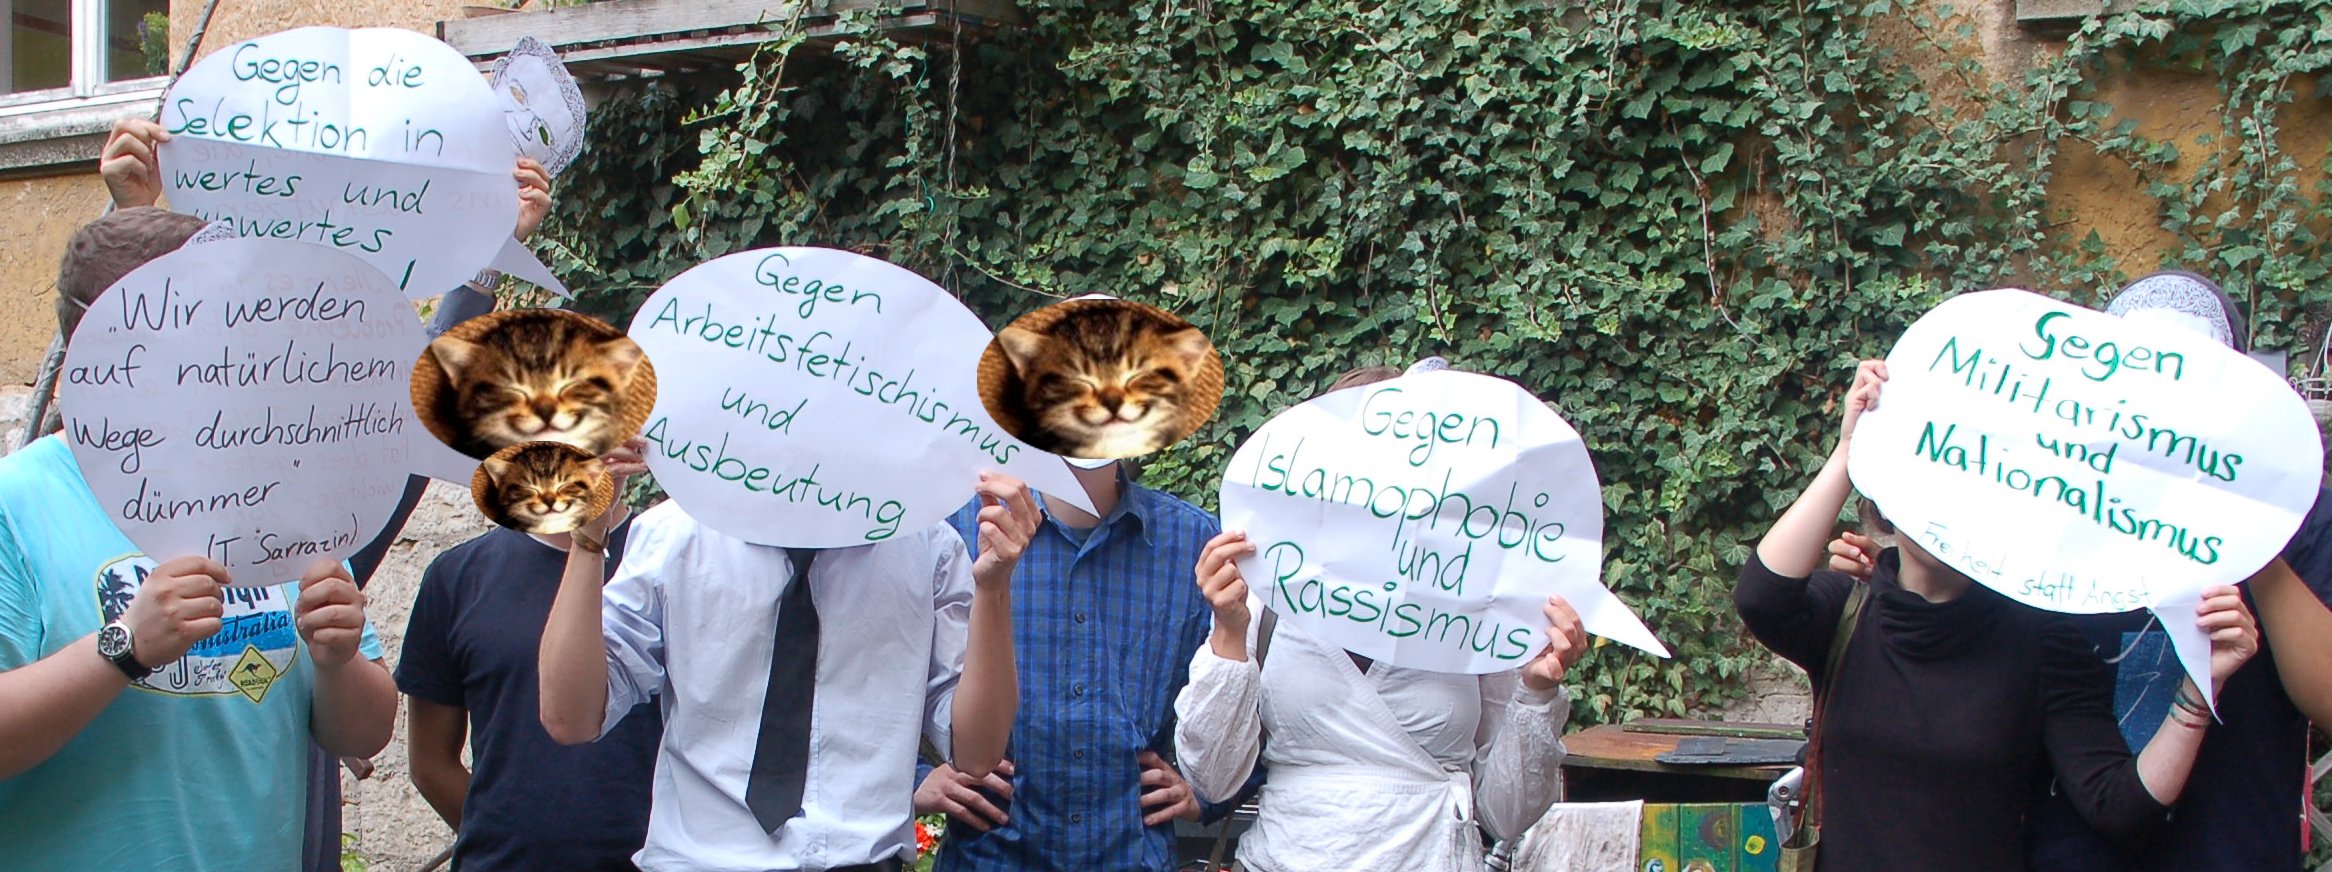 Gegen die
Selektion in
wertes und
unwertes
!
"Wir werden
auf natürlichem
Wege durchschnittlich
dümmer"
(T. Sarrazin)
Gegen
Arbeitsfetischismus
und
Ausbeutung
Gegen
Islamophobie
und
Rassismus
Gegen
Militarismus
und
Nationalismus
Freiheit statt Angst